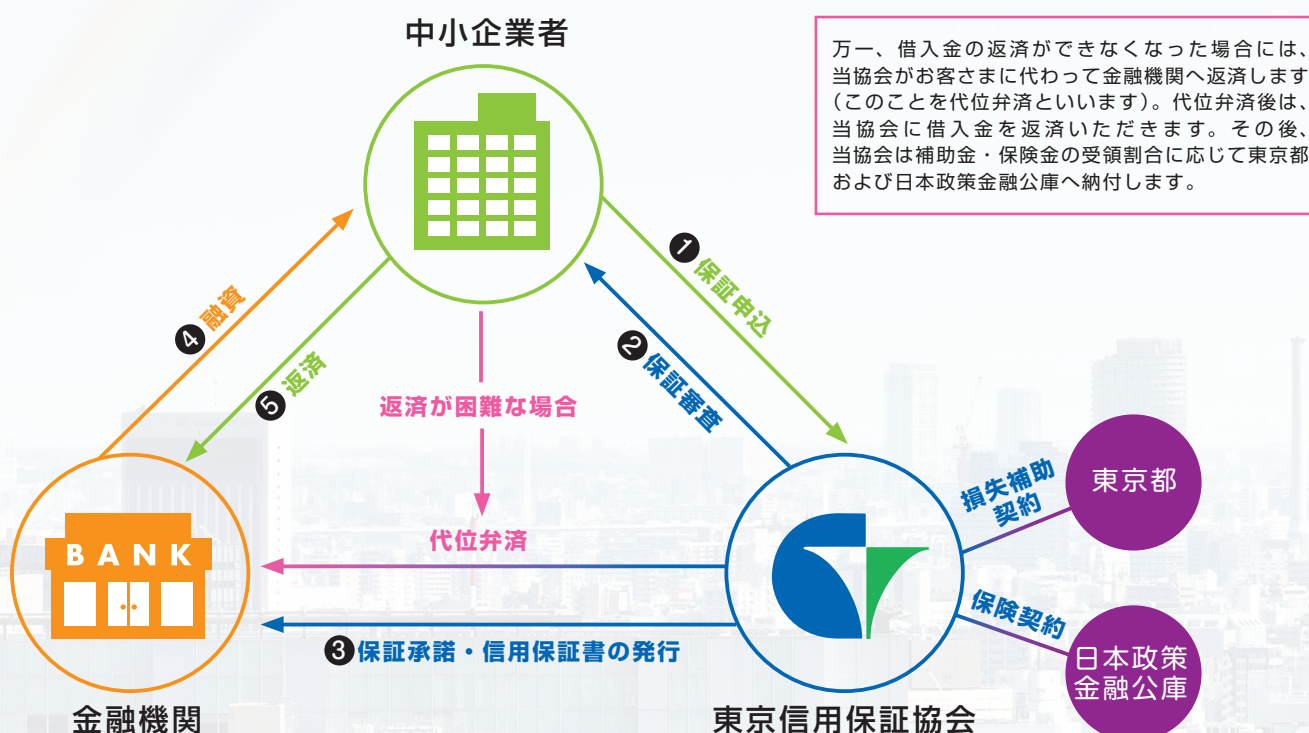 中小企業者
万一、借入金の返済ができなくなった場合には、
当協会がお客さまに代わって金融機関へ返済します
(このことを代位弁済といいます)。代位弁済後は、
当協会に借入金を返済いただきます。その後、
当協会は補助金・保険金の受領割合に応じて東京都
および日本政策金融公庫へ納付します。
❶保証申込
❷保証審査
❹融資
❺返済
返済が困難な場合
代位弁済
❸保証承諾・信用保証書の発行
BANK
金融機関
東京信用保証協会
損失補助
契約
東京都
保険契約
日本政策
金融公庫